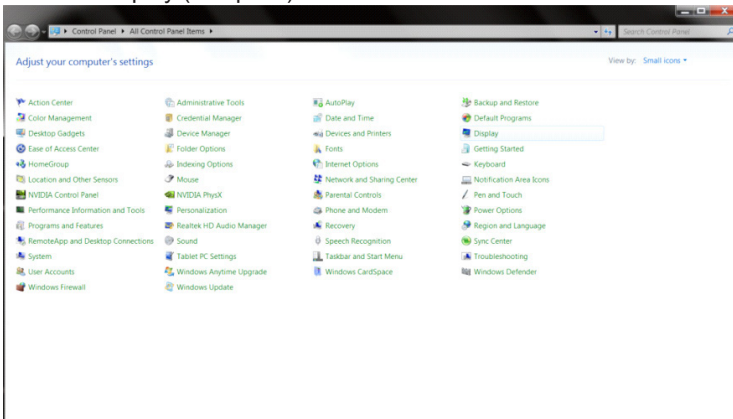 Control Panel ▸ All Control Panel Items ▸ Search Control Panel
Adjust your computer's settings View by: Small icons
Action Center Administrative Tools AutoPlay Backup and Restore
Color Management Credential Manager Date and Time Default Programs
Desktop Gadgets Device Manager Devices and Printers Display
Ease of Access Center Folder Options Fonts Getting Started
HomeGroup Indexing Options Internet Options Keyboard
Location and Other Sensors Mouse Network and Sharing Center Notification Area Icons
NVIDIA Control Panel NVIDIA PhysX Parental Controls Pen and Touch
Performance Information and Tools Personalization Phone and Modem Power Options
Programs and Features Realtek HD Audio Manager Recovery Region and Language
RemoteApp and Desktop Connections Sound Speech Recognition Sync Center
System Tablet PC Settings Taskbar and Start Menu Troubleshooting
User Accounts Windows Anytime Upgrade Windows CardSpace Windows Defender
Windows Firewall Windows Update